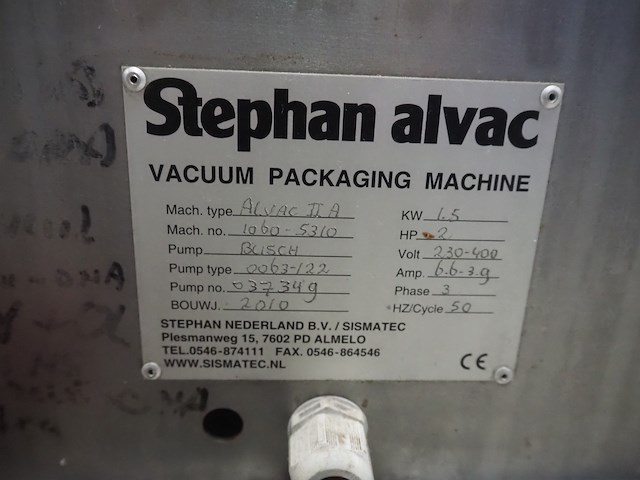 Stephan alvac
VACUUM PACKAGING MACHINE
Mach. type ALVAC II A
Mach. no. 1060-5310
Pump BUSCH
Pump type 0063-122
Pump no. 037349
BOUWJ. 2010
KW 1.5
HP 2
Volt 230-400
Amp. 6.6-3.9
Phase 3
HZ/Cycle 50
STEPHAN NEDERLAND B.V. / SISMATEC
Plesmanweg 15, 7602 PD ALMELO
TEL.0546-874111 FAX. 0546-864546
WWW.SISMATEC.NL
CE